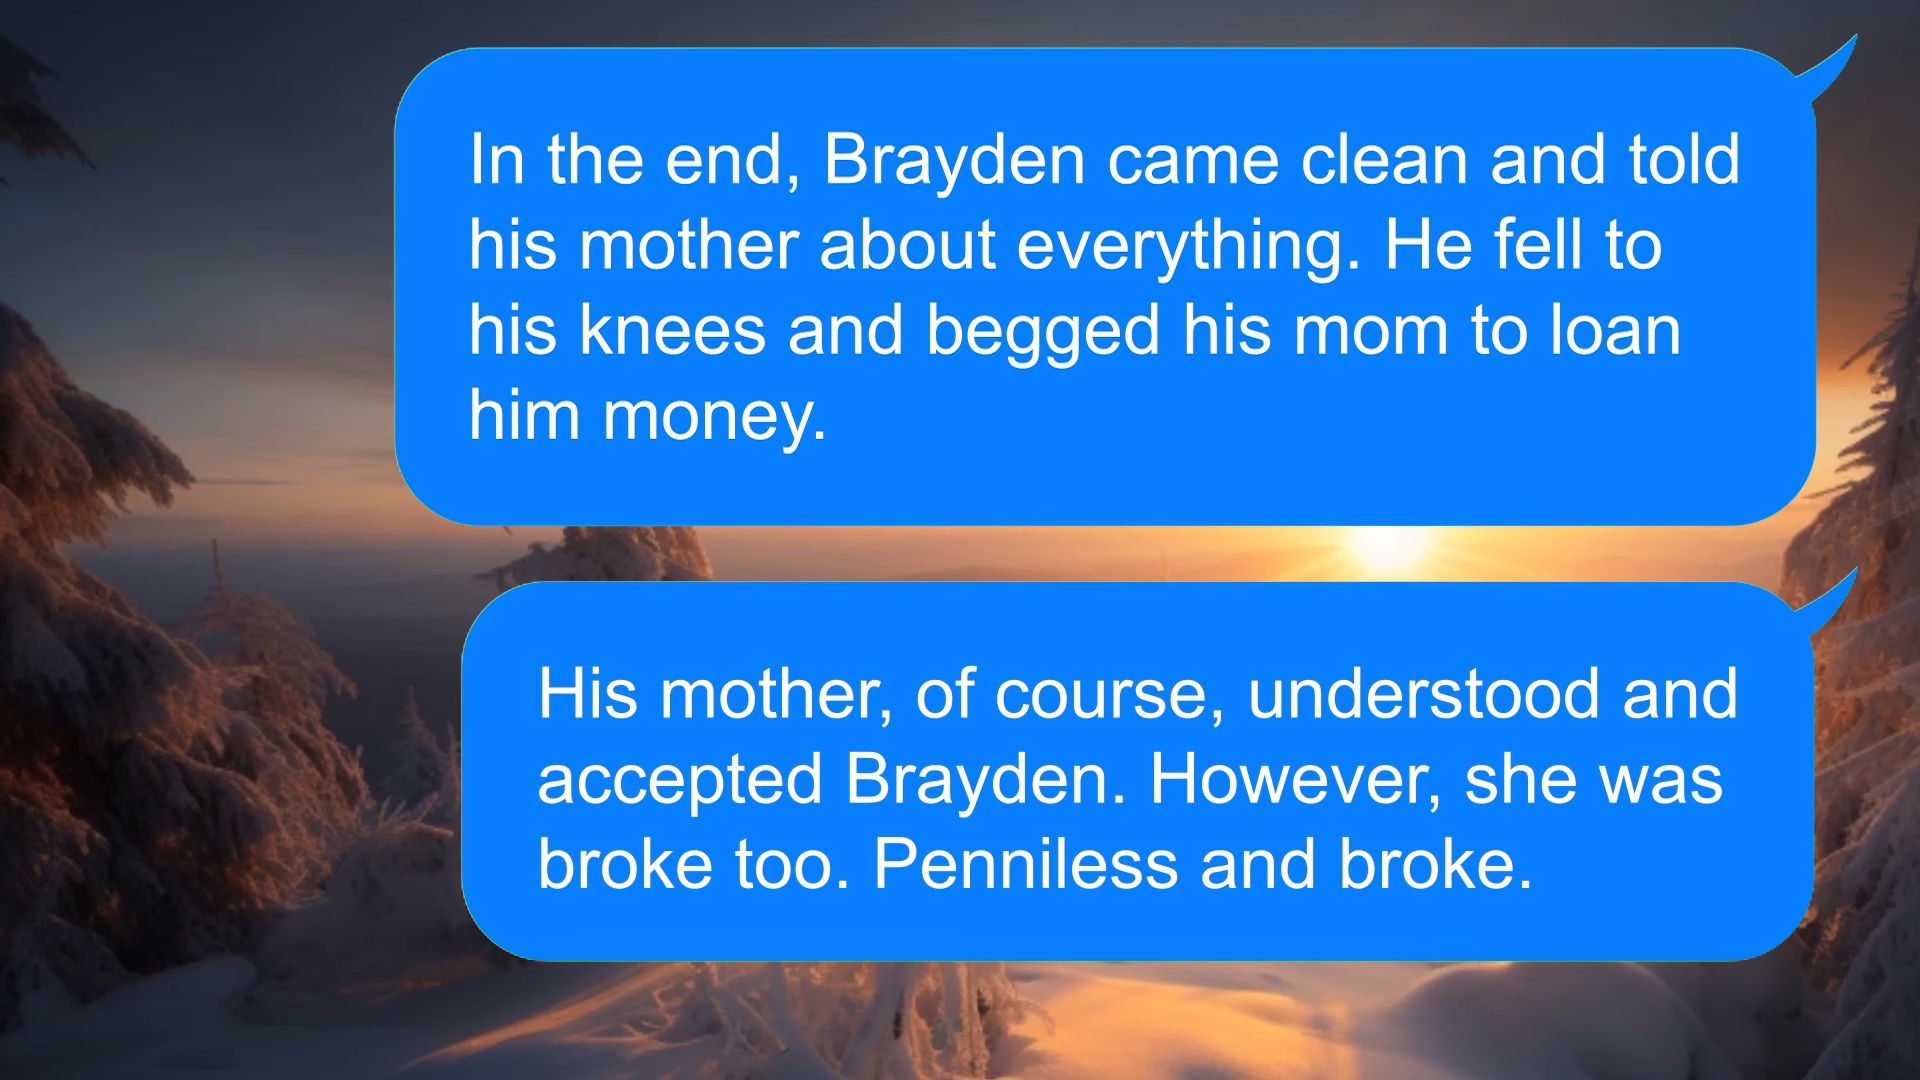 In the end, Brayden came clean and told
his mother about everything. He fell to
his knees and begged his mom to loan
him money.
His mother, of course, understood and
accepted Brayden. However, she was
broke too. Penniless and broke.